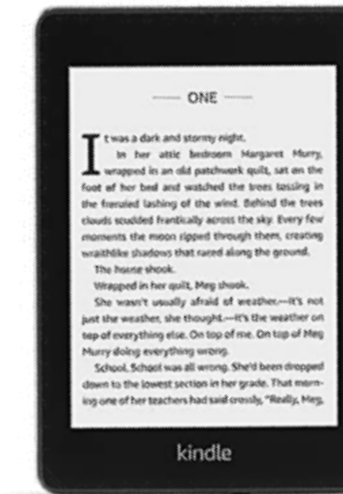 ONE
It was a dark and stormy night.
In her attic bedroom Margaret Murry,
wrapped in an old patchwork quilt, sat on the
foot of her bed and watched the trees tossing in
the frenzied lashing of the wind. Behind the trees
clouds scudded frantically across the sky. Every few
moments the moon ripped through them, creating
wraithlike shadows that raced along the ground.
The house shook.
Wrapped in her quilt, Meg shook.
She wasn't usually afraid of weather.—It's not
just the weather, she thought.—It's the weather on
top of everything else. On top of me. On top of Meg
Murry doing everything wrong.
School. School was all wrong. She'd been dropped
down to the lowest section in her grade. That morn-
ing one of her teachers had said crossly, "Really, Meg,
kindle